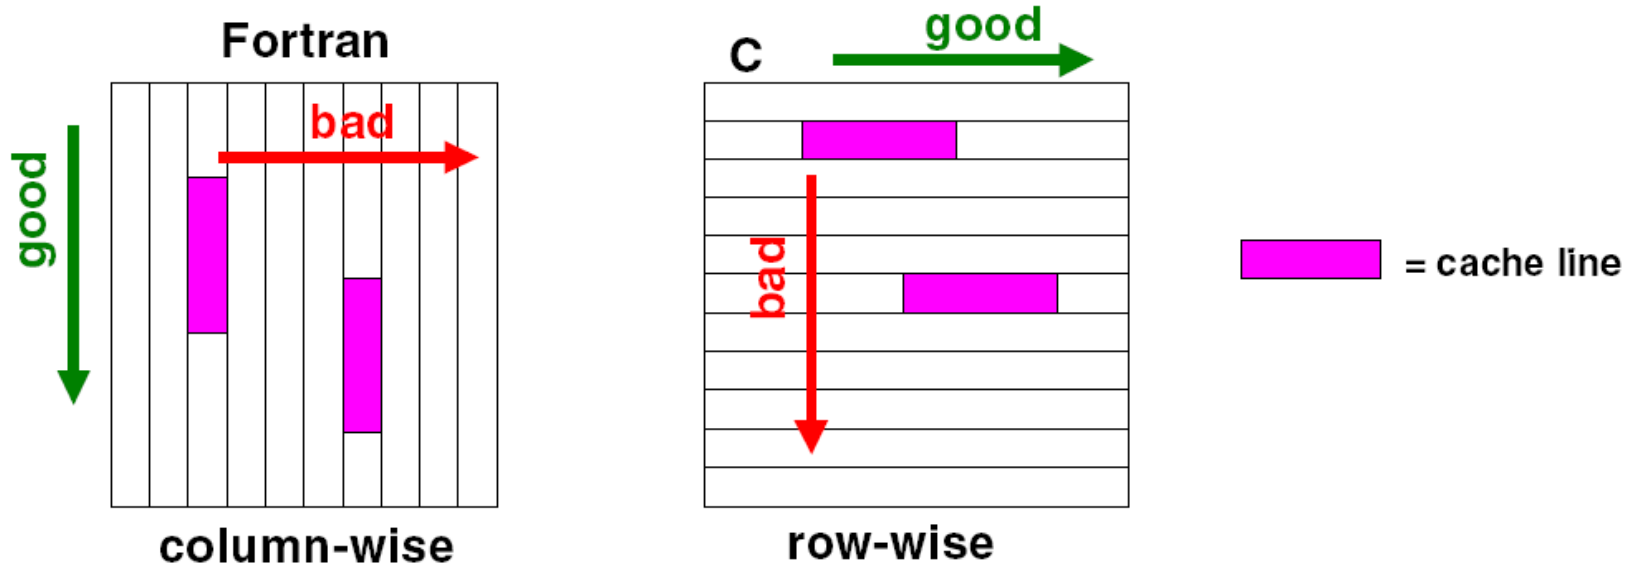 Fortran
good
bad
column-wise
C
good
bad
row-wise
= cache line